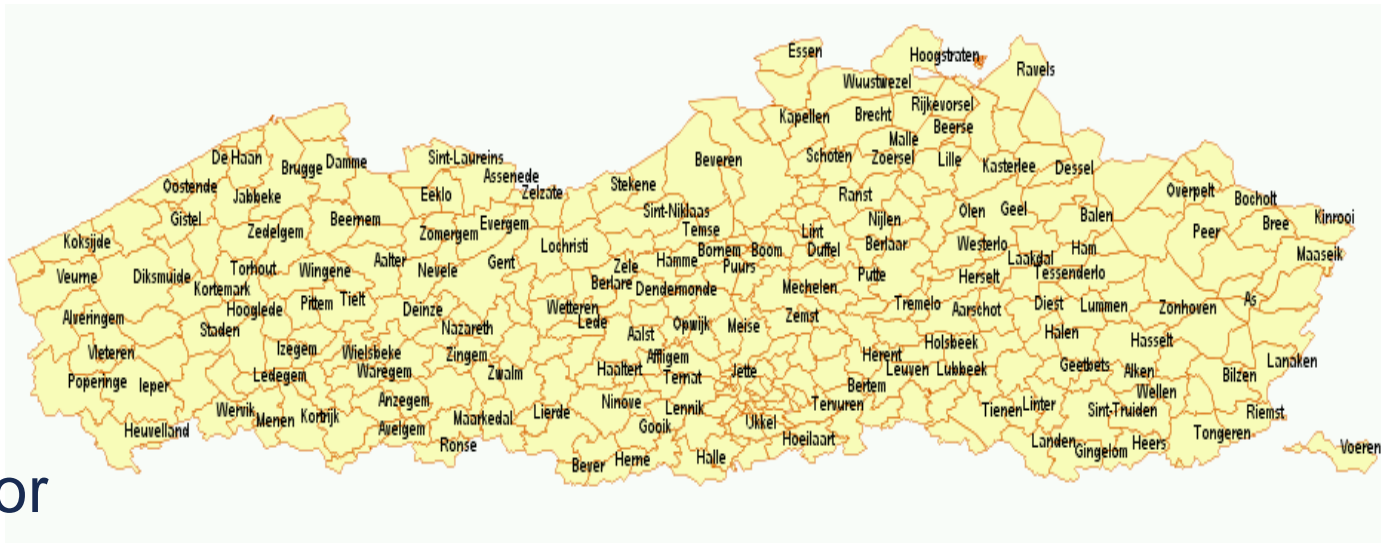 Essen
Hoogstraten
Ravels
Wuustwezel
Kapellen
Brecht
Rijkevorsel
Beerse
Malle
De Haan
Brugge
Damme
Sint-Laureins
Beveren
Schoten
Zoersel
Lille
Kasterlee
Dessel
Assenede
Oostende
Jabbeke
Eeklo
Zelzate
Stekene
Ranst
Overpelt
Bocholt
Gistel
Beernem
Sint-Niklaas
Nijlen
Olen
Geel
Balen
Kinrooi
Zedelgem
Zomergem
Evergem
Temse
Lint
Peer
Bree
Koksijde
Lochristi
Bornem
Boom
Duffel
Berlaar
Westerlo
Ham
Maaseik
Veurne
Diksmuide
Torhout
Wingene
Aalter
Nevele
Gent
Zele
Hamme
Puurs
Putte
Herselt
Laakdal
Tessenderlo
Kortemark
Berlare
Dendermonde
Mechelen
Alveringem
Hooglede
Pittem
Tielt
Deinze
Wetteren
Zemst
Tremelo
Aarschot
Diest
Lummen
Zonhoven
As
Staden
Nazareth
Lede
Aalst
Opwijk
Meise
Halen
Hasselt
Vleteren
Izegem
Wielsbeke
Zingem
Affligem
Herent
Holsbeek
Lanaken
Poperinge
Ieper
Ledegem
Waregem
Zwalm
Haaltert
Ternat
Jette
Bertem
Leuven
Lubbeek
Geetbets
Alken
Bilzen
Wellen
Wervik
Menen
Kortrijk
Anzegem
Maarkedal
Lierde
Ninove
Lennik
Tervuren
Tienen
Linter
Sint-Truiden
Riemst
Heuvelland
Avelgem
Gooik
Ukkel
Tongeren
Ronse
Hoeilaart
Landen
Gingelom
Heers
Voeren
Bever
Herne
Halle
or